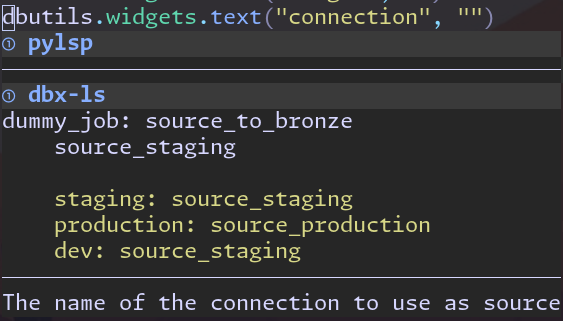 dbutils.widgets.text("connection", "")
① pylsp
① dbx-ls
dummy_job: source_to_bronze
source_staging
staging: source_staging
production: source_production
dev: source_staging
The name of the connection to use as source